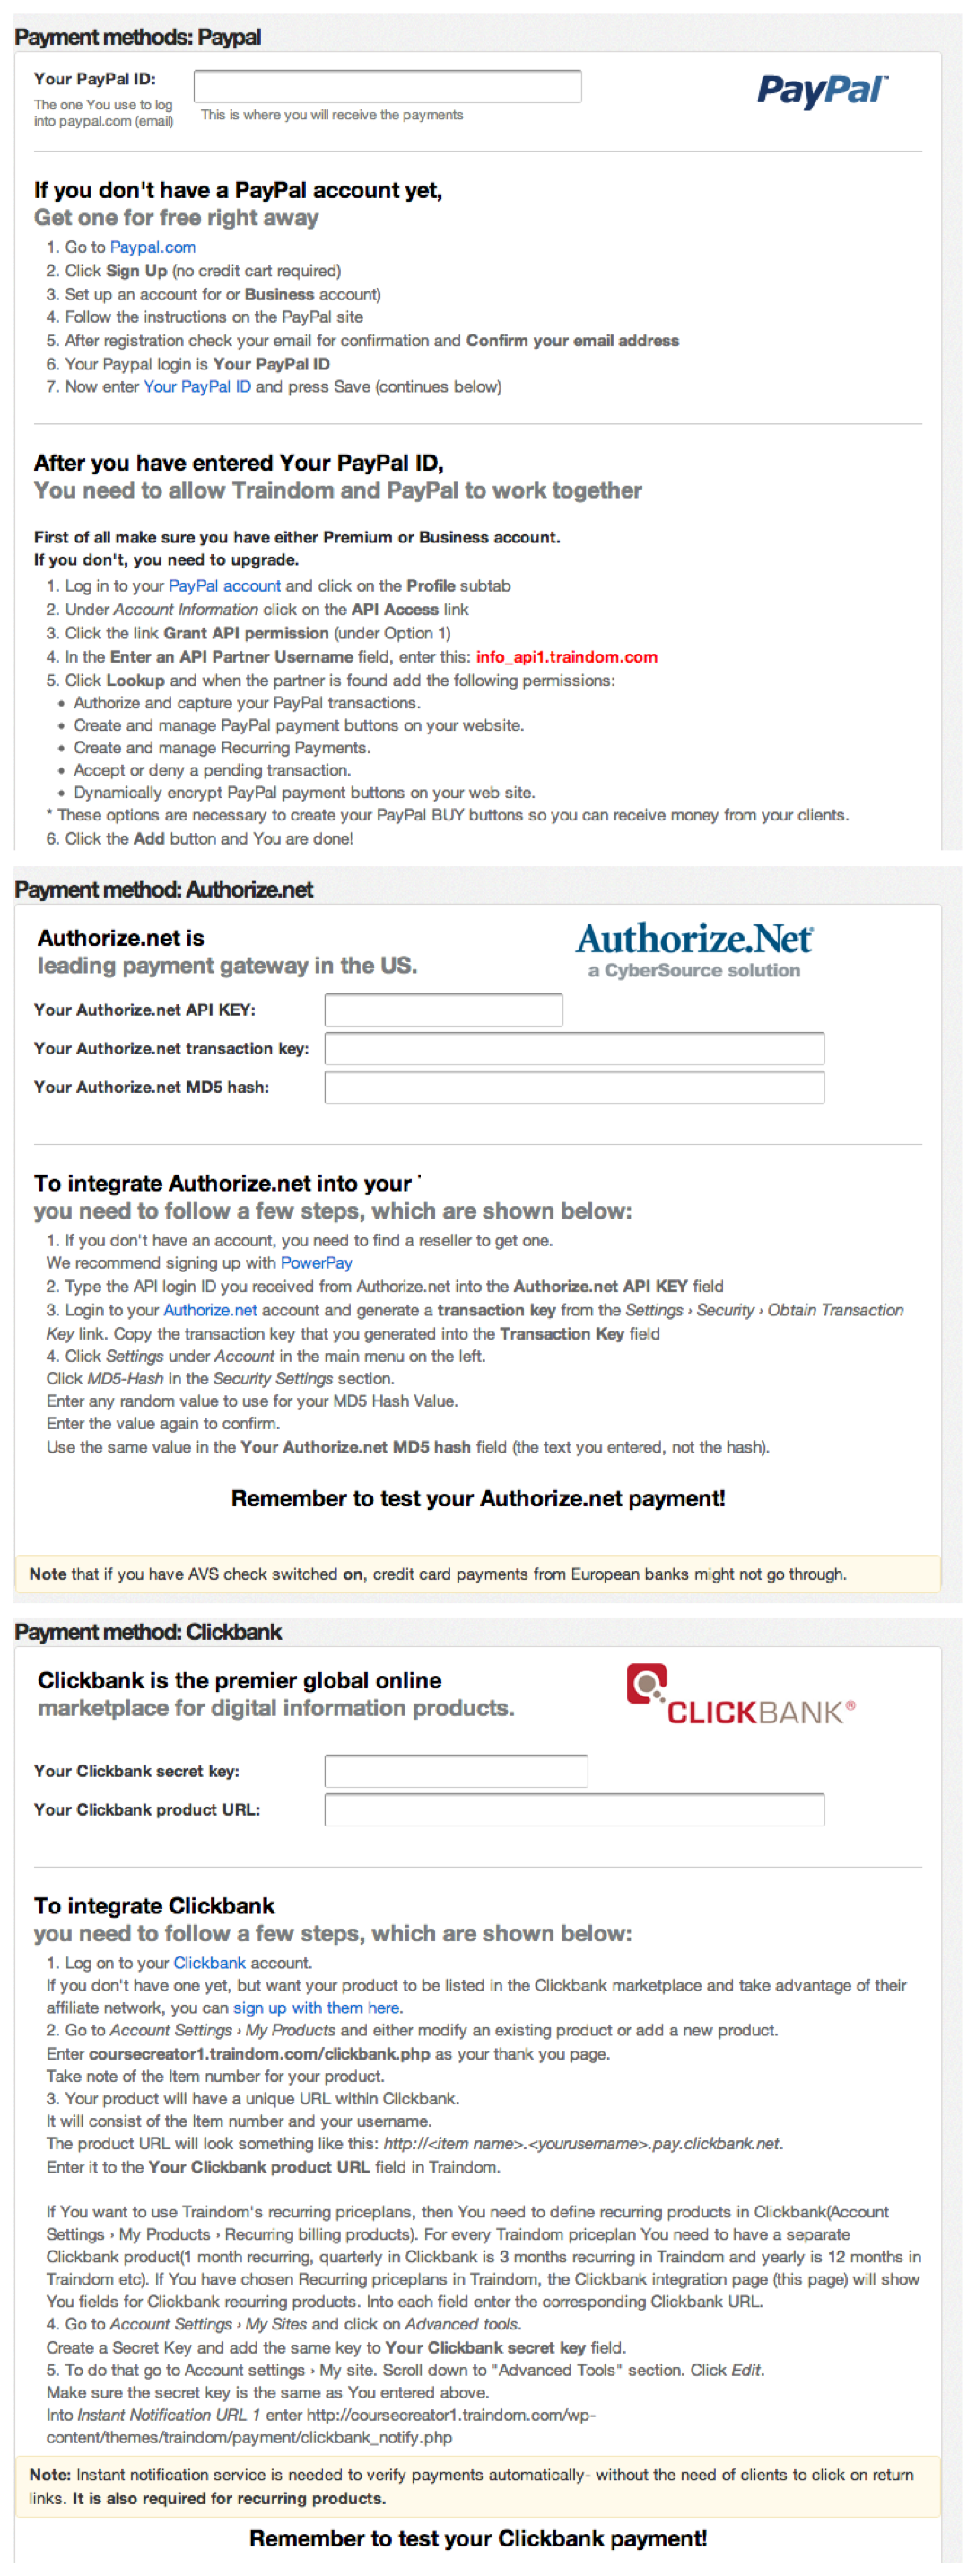 Payment methods: Paypal
Your PayPal ID:
PayPal™
The one You use to log
into paypal.com (email)
This is where you will receive the payments
If you don't have a PayPal account yet,
Get one for free right away
1. Go to Paypal.com
2. Click Sign Up (no credit cart required)
3. Set up an account for or Business account)
4. Follow the instructions on the PayPal site
5. After registration check your email for confirmation and Confirm your email address
6. Your Paypal login is Your PayPal ID
7. Now enter Your PayPal ID and press Save (continues below)
After you have entered Your PayPal ID,
You need to allow Traindom and PayPal to work together
First of all make sure you have either Premium or Business account.
If you don't, you need to upgrade.
1. Log in to your PayPal account and click on the Profile subtab
2. Under Account Information click on the API Access link
3. Click the link Grant API permission (under Option 1)
4. In the Enter an API Partner Username field, enter this: info_api1.traindom.com
5. Click Lookup and when the partner is found add the following permissions:
• Authorize and capture your PayPal transactions.
• Create and manage PayPal payment buttons on your website.
• Create and manage Recurring Payments.
• Accept or deny a pending transaction.
• Dynamically encrypt PayPal payment buttons on your web site.
* These options are necessary to create your PayPal BUY buttons so you can receive money from your clients.
6. Click the Add button and You are done!
Payment method: Authorize.net
Authorize.net is
leading payment gateway in the US.
Authorize.Net
a CyberSource solution
Your Authorize.net API KEY:
Your Authorize.net transaction key:
Your Authorize.net MD5 hash:
To integrate Authorize.net into your '
you need to follow a few steps, which are shown below:
1. If you don't have an account, you need to find a reseller to get one.
We recommend signing up with PowerPay
2. Type the API login ID you received from Authorize.net into the Authorize.net API KEY field
3. Login to your Authorize.net account and generate a transaction key from the Settings › Security › Obtain Transaction
Key link. Copy the transaction key that you generated into the Transaction Key field
4. Click Settings under Account in the main menu on the left.
Click MD5-Hash in the Security Settings section.
Enter any random value to use for your MD5 Hash Value.
Enter the value again to confirm.
Use the same value in the Your Authorize.net MD5 hash field (the text you entered, not the hash).
Remember to test your Authorize.net payment!
Note that if you have AVS check switched on, credit card payments from European banks might not go through.
Payment method: Clickbank
Clickbank is the premier global online
marketplace for digital information products.
CLICKBANK®
Your Clickbank secret key:
Your Clickbank product URL:
To integrate Clickbank
you need to follow a few steps, which are shown below:
1. Log on to your Clickbank account.
If you don't have one yet, but want your product to be listed in the Clickbank marketplace and take advantage of their
affiliate network, you can sign up with them here.
2. Go to Account Settings › My Products and either modify an existing product or add a new product.
Enter coursecreator1.traindom.com/clickbank.php as your thank you page.
Take note of the Item number for your product.
3. Your product will have a unique URL within Clickbank.
It will consist of the Item number and your username.
The product URL will look something like this: http://<item name>.<yourusername>.pay.clickbank.net.
Enter it to the Your Clickbank product URL field in Traindom.
If You want to use Traindom's recurring priceplans, then You need to define recurring products in Clickbank(Account
Settings › My Products › Recurring billing products). For every Traindom priceplan You need to have a separate
Clickbank product(1 month recurring, quarterly in Clickbank is 3 months recurring in Traindom and yearly is 12 months in
Traindom etc). If You have chosen Recurring priceplans in Traindom, the Clickbank integration page (this page) will show
You fields for Clickbank recurring products. Into each field enter the corresponding Clickbank URL.
4. Go to Account Settings › My Sites and click on Advanced tools.
Create a Secret Key and add the same key to Your Clickbank secret key field.
5. To do that go to Account settings › My site. Scroll down to "Advanced Tools" section. Click Edit.
Make sure the secret key is the same as You entered above.
Into Instant Notification URL 1 enter http://coursecreator1.traindom.com/wp-
content/themes/traindom/payment/clickbank_notify.php
Note: Instant notification service is needed to verify payments automatically- without the need of clients to click on return
links. It is also required for recurring products.
Remember to test your Clickbank payment!